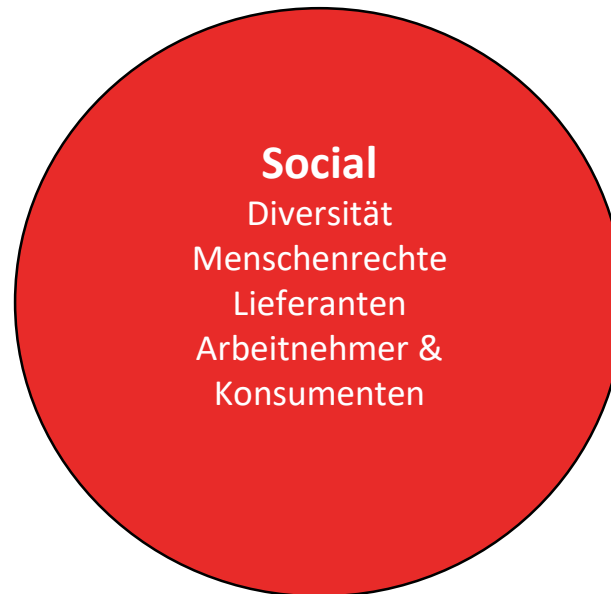 Social
Diversität
Menschenrechte
Lieferanten
Arbeitnehmer &
Konsumenten